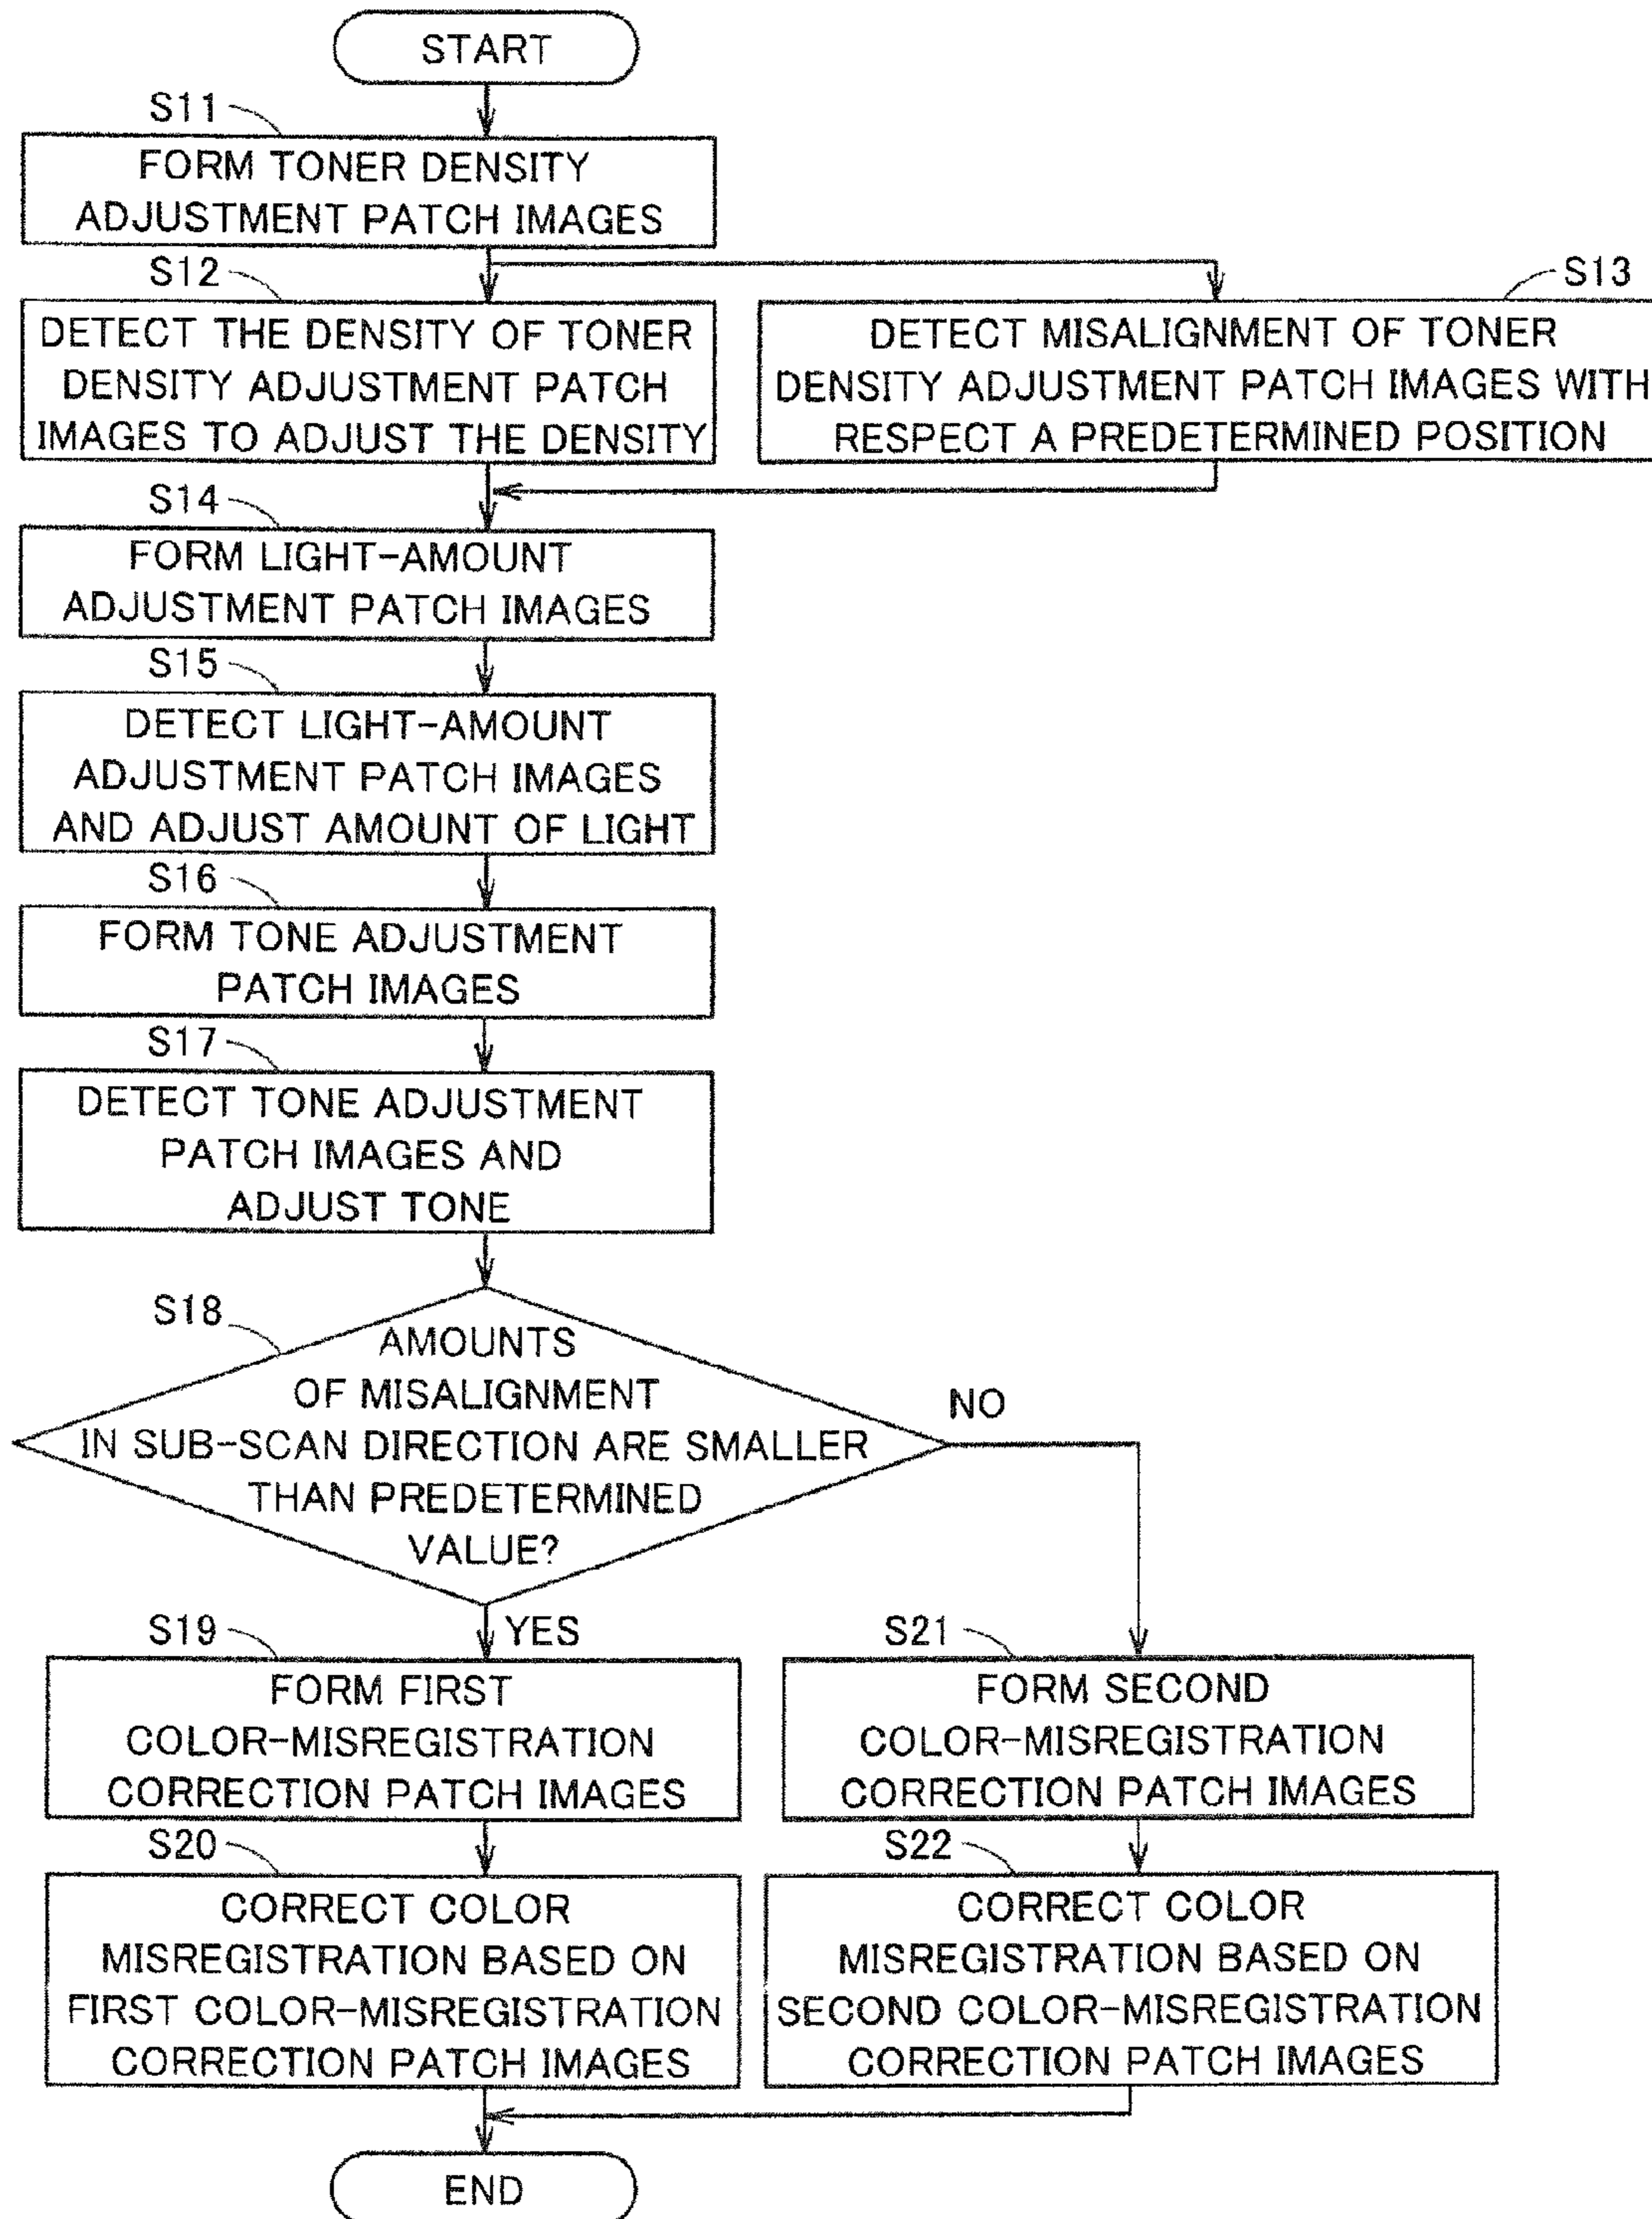 START
S11
FORM TONER DENSITY
ADJUSTMENT PATCH IMAGES
S12
DETECT THE DENSITY OF TONER
DENSITY ADJUSTMENT PATCH
IMAGES TO ADJUST THE DENSITY
S13
DETECT MISALIGNMENT OF TONER
DENSITY ADJUSTMENT PATCH IMAGES WITH
RESPECT A PREDETERMINED POSITION
S14
FORM LIGHT-AMOUNT
ADJUSTMENT PATCH IMAGES
S15
DETECT LIGHT-AMOUNT
ADJUSTMENT PATCH IMAGES
AND ADJUST AMOUNT OF LIGHT
S16
FORM TONE ADJUSTMENT
PATCH IMAGES
S17
DETECT TONE ADJUSTMENT
PATCH IMAGES AND
ADJUST TONE
S18
AMOUNTS
OF MISALIGNMENT
IN SUB-SCAN DIRECTION ARE SMALLER
THAN PREDETERMINED
VALUE?
NO
YES
S19
FORM FIRST
COLOR-MISREGISTRATION
CORRECTION PATCH IMAGES
S20
CORRECT COLOR
MISREGISTRATION BASED ON
FIRST COLOR-MISREGISTRATION
CORRECTION PATCH IMAGES
S21
FORM SECOND
COLOR-MISREGISTRATION
CORRECTION PATCH IMAGES
S22
CORRECT COLOR
MISREGISTRATION BASED ON
SECOND COLOR-MISREGISTRATION
CORRECTION PATCH IMAGES
END